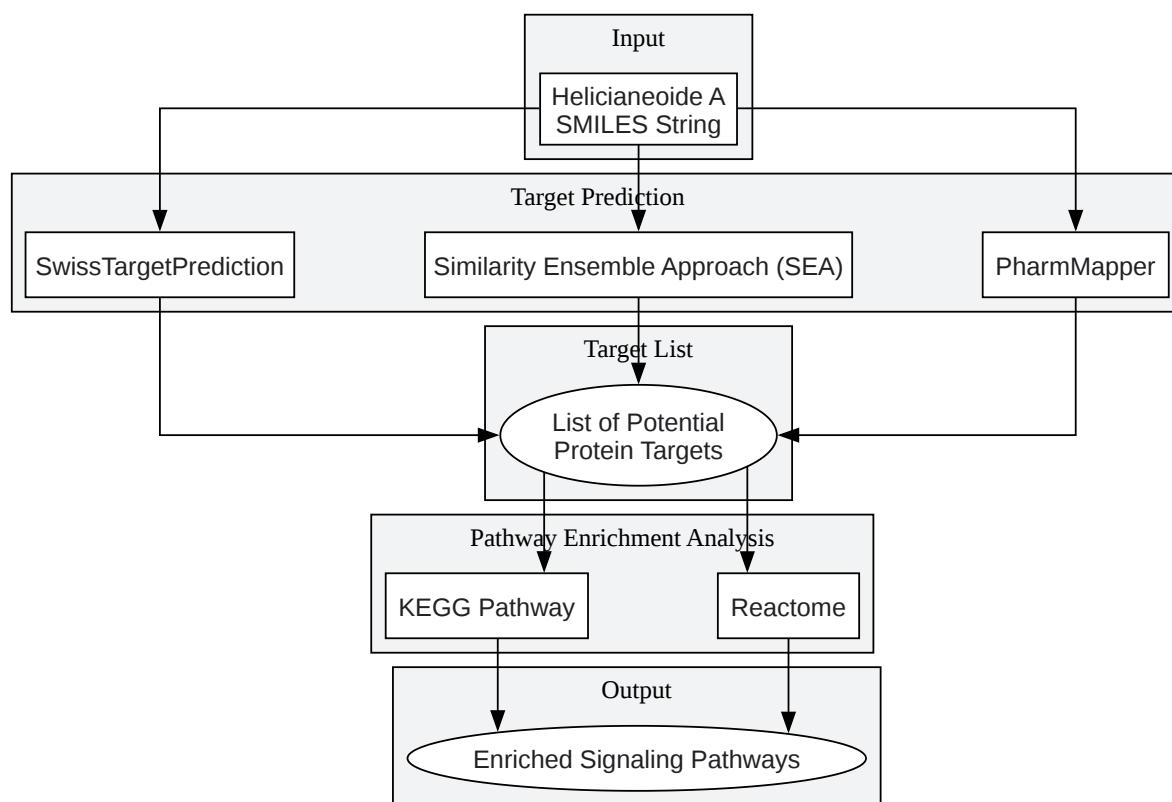 Input
Helicianeoide A
SMILES String
Target Prediction
SwissTargetPrediction
Similarity Ensemble Approach (SEA)
PharmMapper
Target List
List of Potential
Protein Targets
Pathway Enrichment Analysis
KEGG Pathway
Reactome
Output
Enriched Signaling Pathways